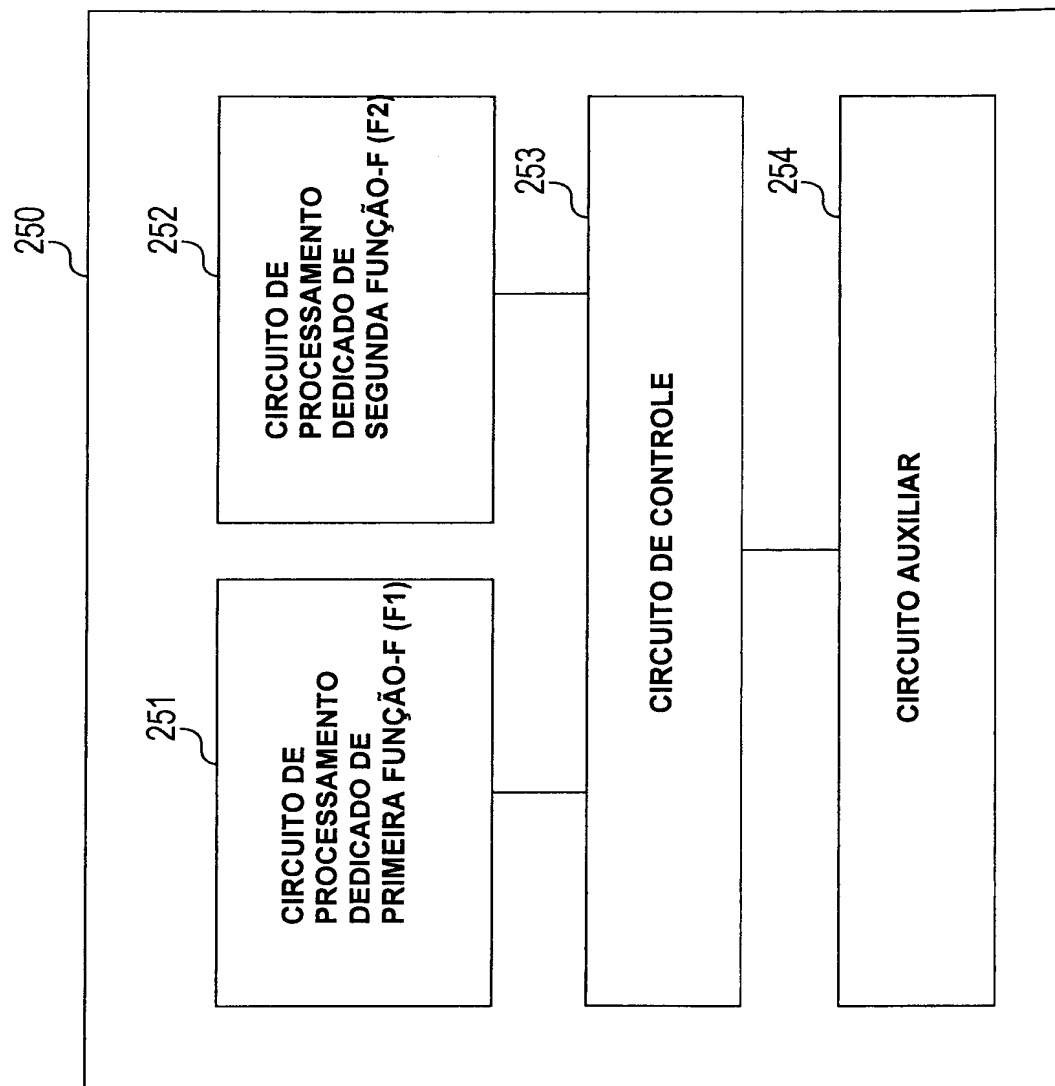 250
251
CIRCUITO DE
PROCESSAMENTO
DEDICADO DE
PRIMEIRA FUNÇÃO-F (F1)
252
CIRCUITO DE
PROCESSAMENTO
DEDICADO DE
SEGUNDA FUNÇÃO-F (F2)
253
CIRCUITO DE CONTROLE
254
CIRCUITO AUXILIAR